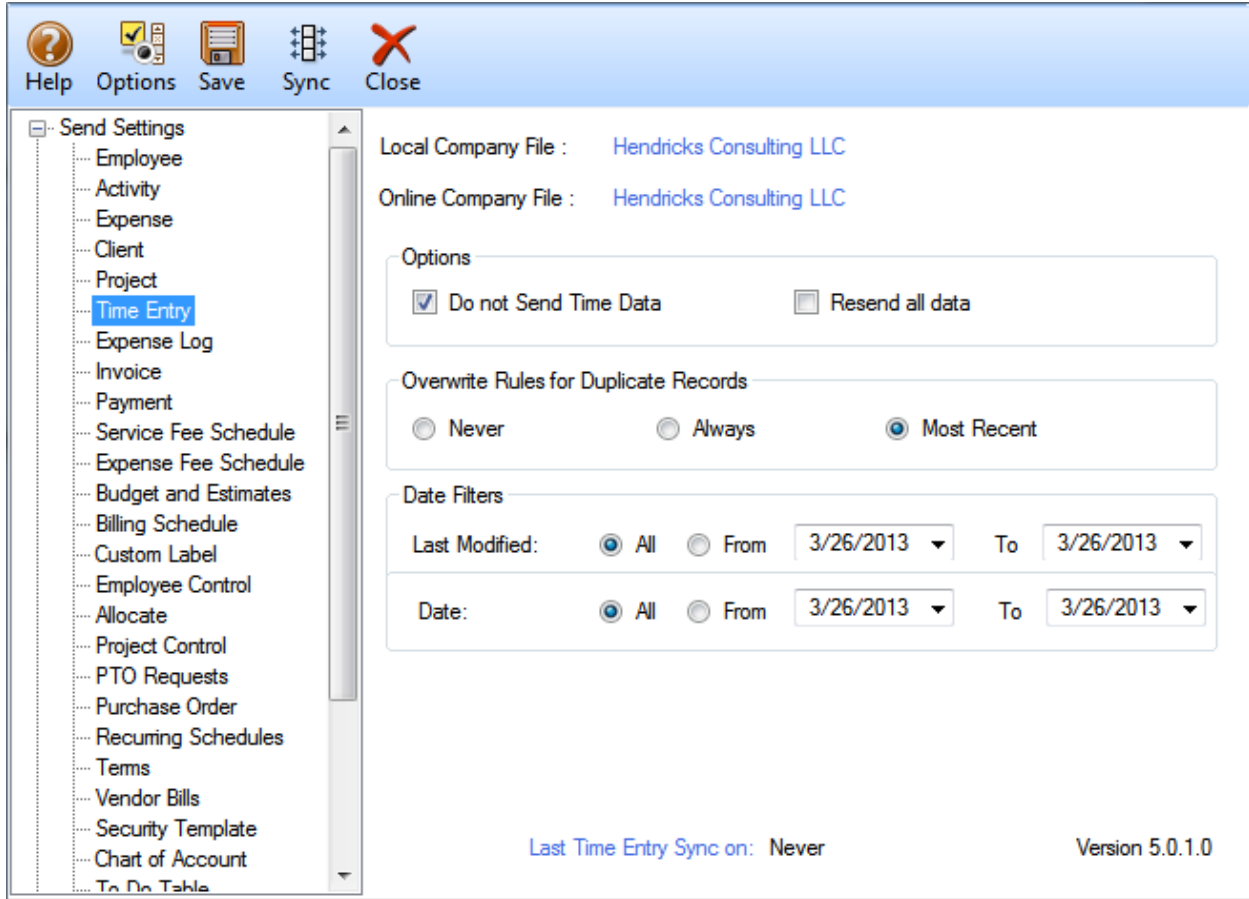 Help Options Save Sync Close
Send Settings
Employee
Activity
Expense
Client
Project
Time Entry
Expense Log
Invoice
Payment
Service Fee Schedule
Expense Fee Schedule
Budget and Estimates
Billing Schedule
Custom Label
Employee Control
Allocate
Project Control
PTO Requests
Purchase Order
Recurring Schedules
Terms
Vendor Bills
Security Template
Chart of Account
To Do Table
Local Company File : Hendricks Consulting LLC
Online Company File : Hendricks Consulting LLC
Options
Do not Send Time Data Resend all data
Overwrite Rules for Duplicate Records
Never Always Most Recent
Date Filters
Last Modified: All From 3/26/2013 To 3/26/2013
Date: All From 3/26/2013 To 3/26/2013
Last Time Entry Sync on: Never Version 5.0.1.0